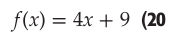 f(x) = 4x + 9 (20